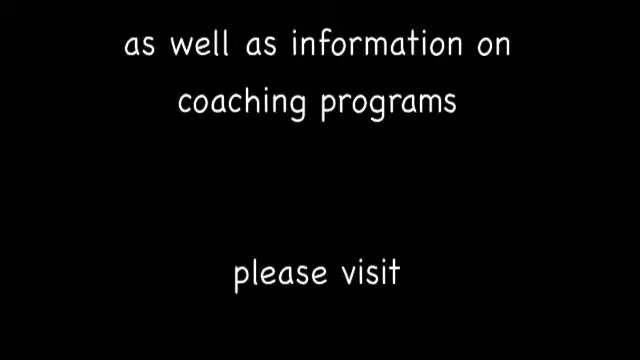 as well as information on
coaching programs
please visit